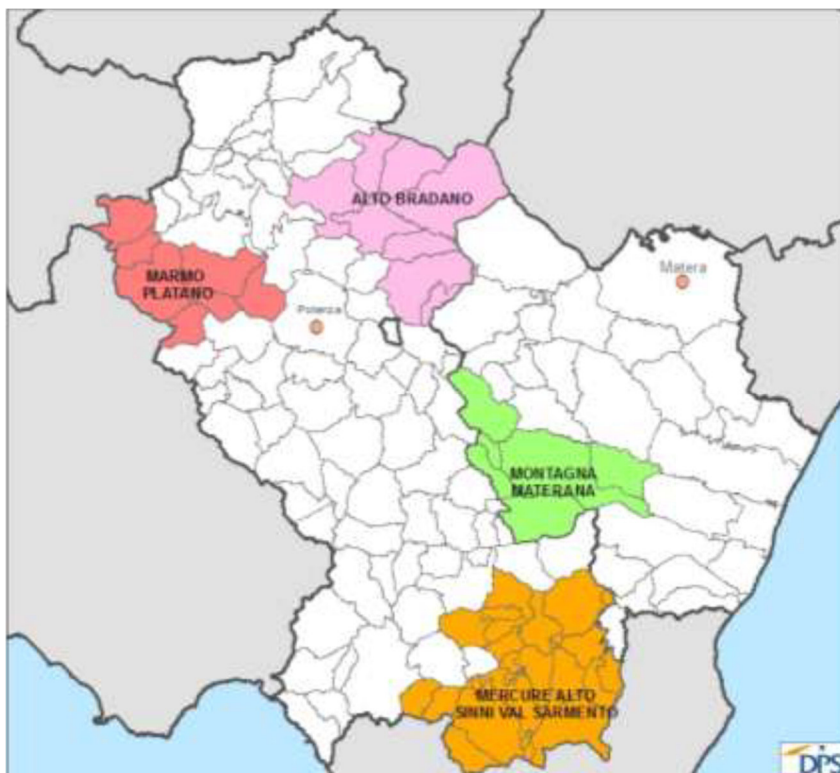 ALTO BRADANO
MARMO
PLATANO
Matera
Potenza
MONTAGNA
MATERANA
MERCURE ALTO
SINNI VAL SARMENTO
DPS